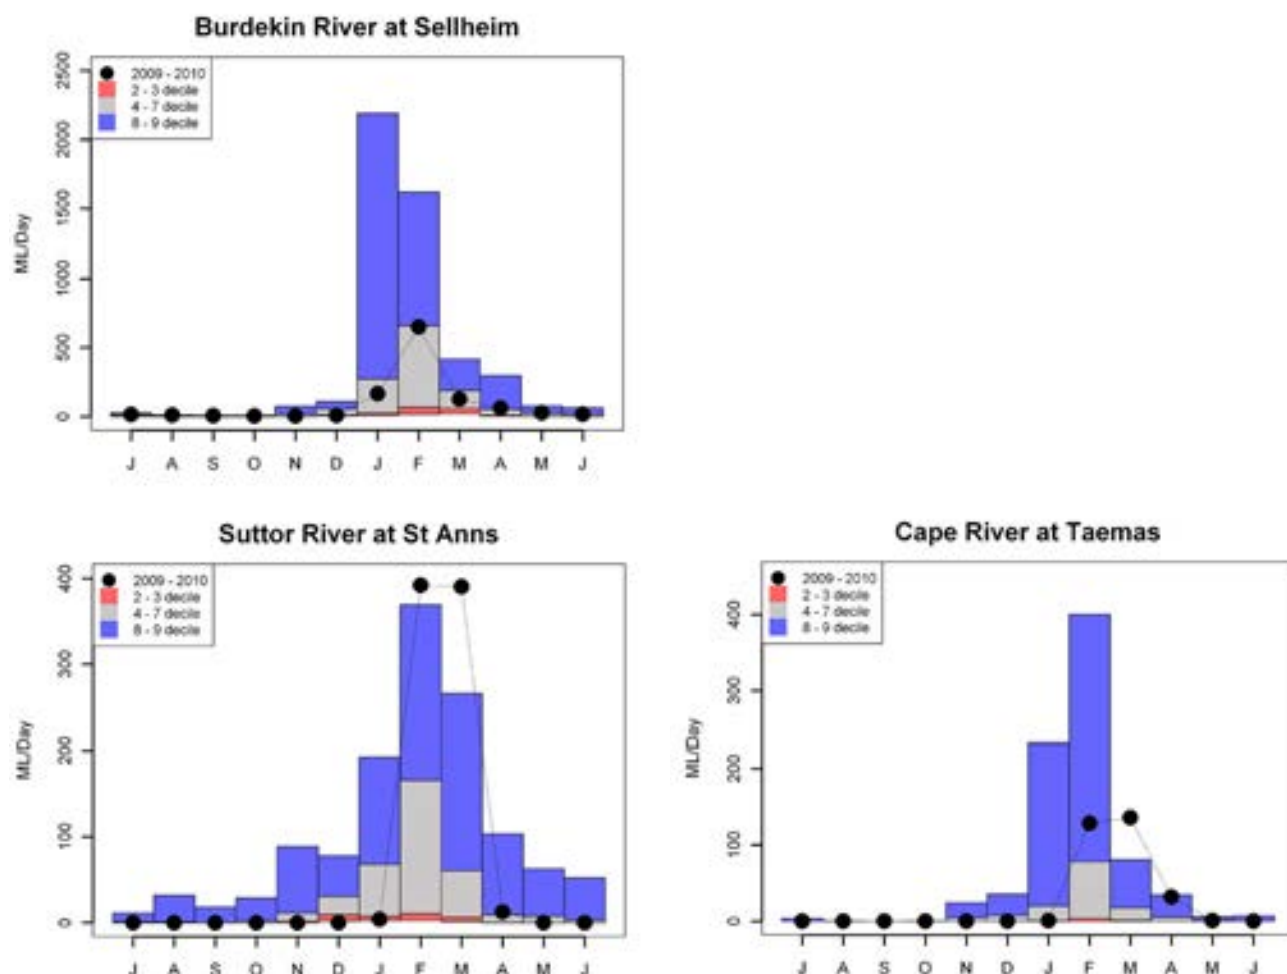 Burdekin River at Sellheim
2009 - 2010
2 - 3 decile
4 - 7 decile
8 - 9 decile
ML/Day
2500
2000
1500
1000
500
0
J A S O N D J F M A M J
Suttor River at St Anns
2009 - 2010
2 - 3 decile
4 - 7 decile
8 - 9 decile
ML/Day
400
300
200
100
0
J A S O N D J F M A M J
Cape River at Taemas
2009 - 2010
2 - 3 decile
4 - 7 decile
8 - 9 decile
ML/Day
400
300
200
100
0
J A S O N D J F M A M J